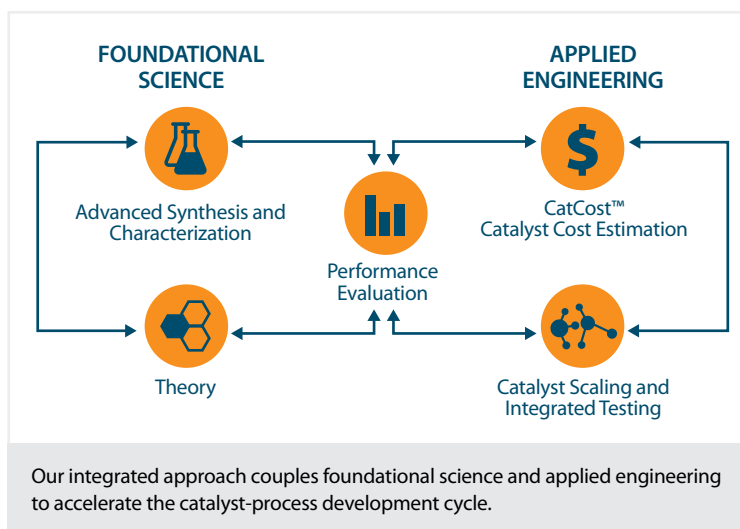 FOUNDATIONAL
SCIENCE
APPLIED
ENGINEERING
Advanced Synthesis and
Characterization
$
CatCost™
Catalyst Cost Estimation
Performance
Evaluation
Theory
Catalyst Scaling and
Integrated Testing
Our integrated approach couples foundational science and applied engineering
to accelerate the catalyst-process development cycle.